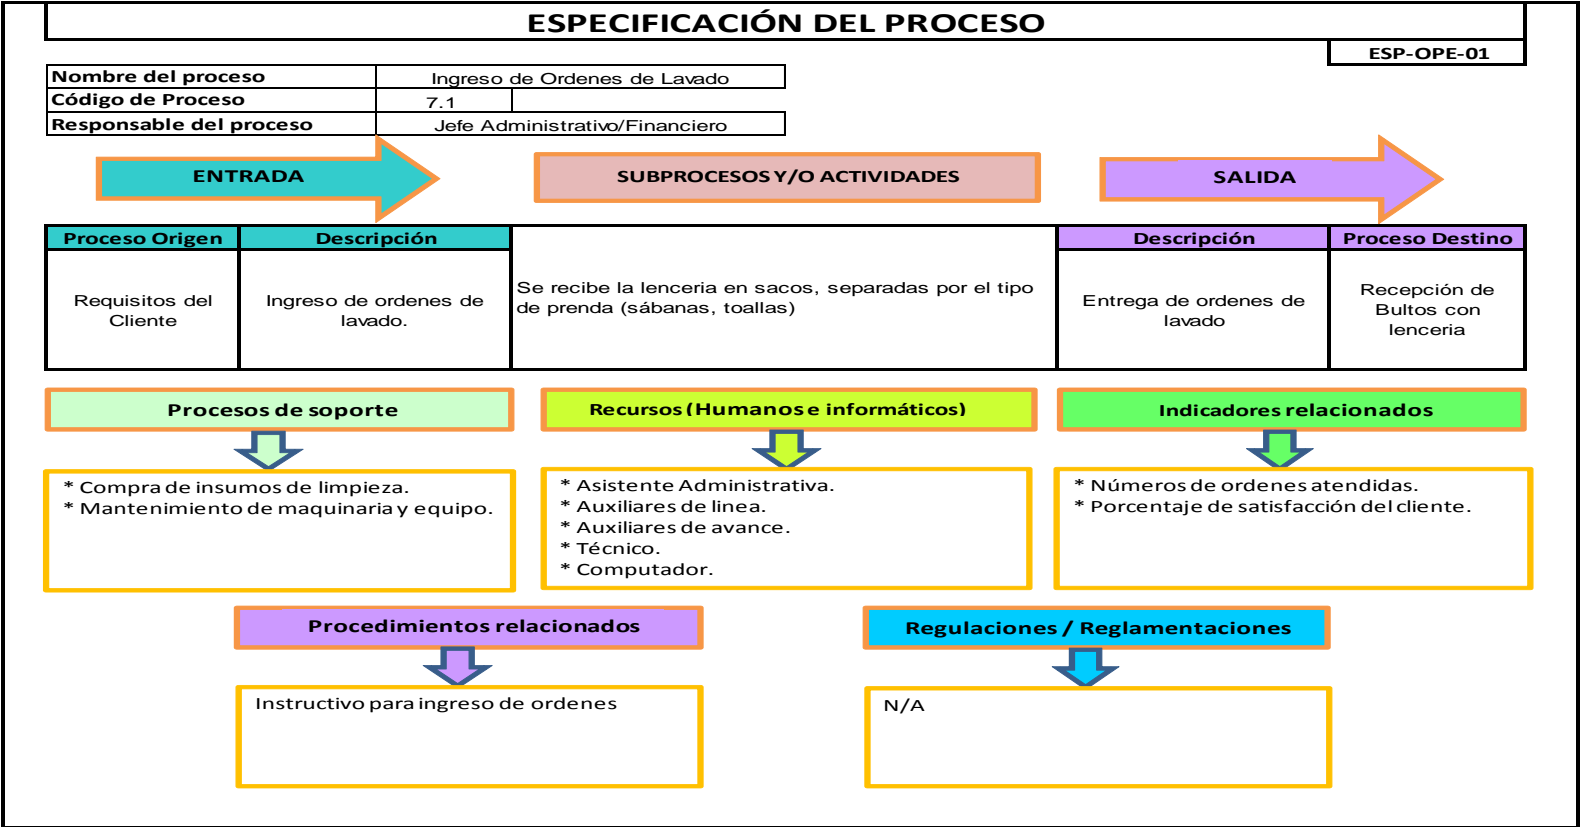 ESPECIFICACIÓN DEL PROCESO
ESP-OPE-01
Nombre del proceso Ingreso de Ordenes de Lavado
Código de Proceso 7.1
Responsable del proceso Jefe Administrativo/Financiero
ENTRADA
SUBPROCESOS Y/O ACTIVIDADES
SALIDA
Proceso Origen Descripción
Descripción Proceso Destino
Requisitos del
Cliente
Ingreso de ordenes de
lavado.
Se recibe la lenceria en sacos, separadas por el tipo
de prenda (sábanas, toallas)
Entrega de ordenes de
lavado
Recepción de
Bultos con
lenceria
Procesos de soporte
* Compra de insumos de limpieza.
* Mantenimiento de maquinaria y equipo.
Recursos (Humanos e informáticos)
* Asistente Administrativa.
* Auxiliares de linea.
* Auxiliares de avance.
* Técnico.
* Computador.
Indicadores relacionados
* Números de ordenes atendidas.
* Porcentaje de satisfacción del cliente.
Procedimientos relacionados
Instructivo para ingreso de ordenes
Regulaciones / Reglamentaciones
N/A